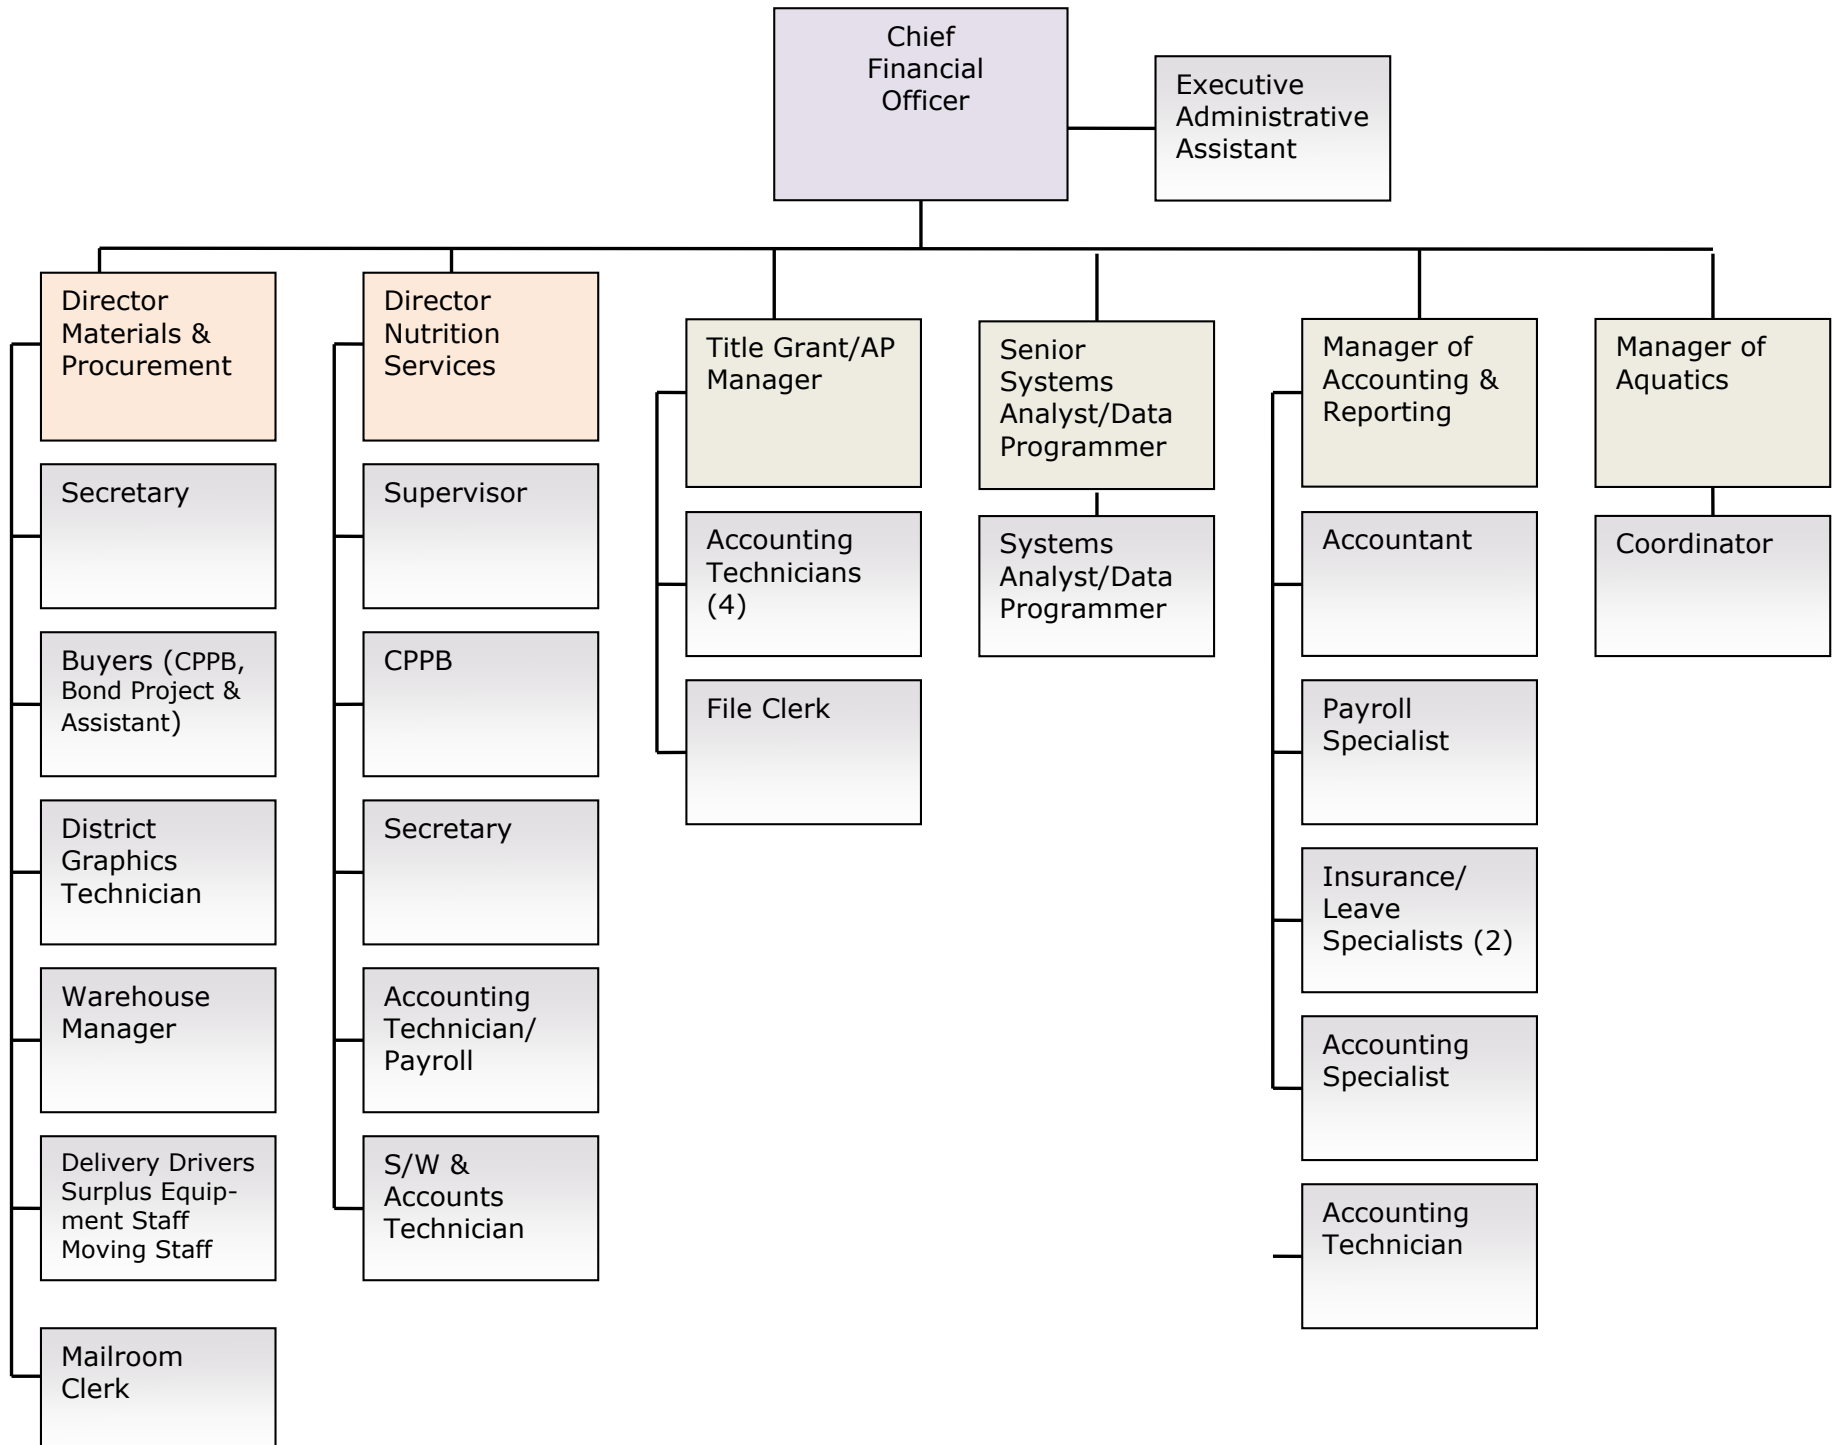 Chief
Financial
Officer
Executive
Administrative
Assistant
Director
Materials &
Procurement
Secretary
Buyers (CPPB,
Bond Project &
Assistant)
District
Graphics
Technician
Warehouse
Manager
Delivery Drivers
Surplus Equip-
ment Staff
Moving Staff
Mailroom
Clerk
Director
Nutrition
Services
Supervisor
CPPB
Secretary
Accounting
Technician/
Payroll
S/W &
Accounts
Technician
Title Grant/AP
Manager
Accounting
Technicians
(4)
File Clerk
Senior
Systems
Analyst/Data
Programmer
Systems
Analyst/Data
Programmer
Manager of
Accounting &
Reporting
Accountant
Payroll
Specialist
Insurance/
Leave
Specialists (2)
Accounting
Specialist
Accounting
Technician
Manager of
Aquatics
Coordinator